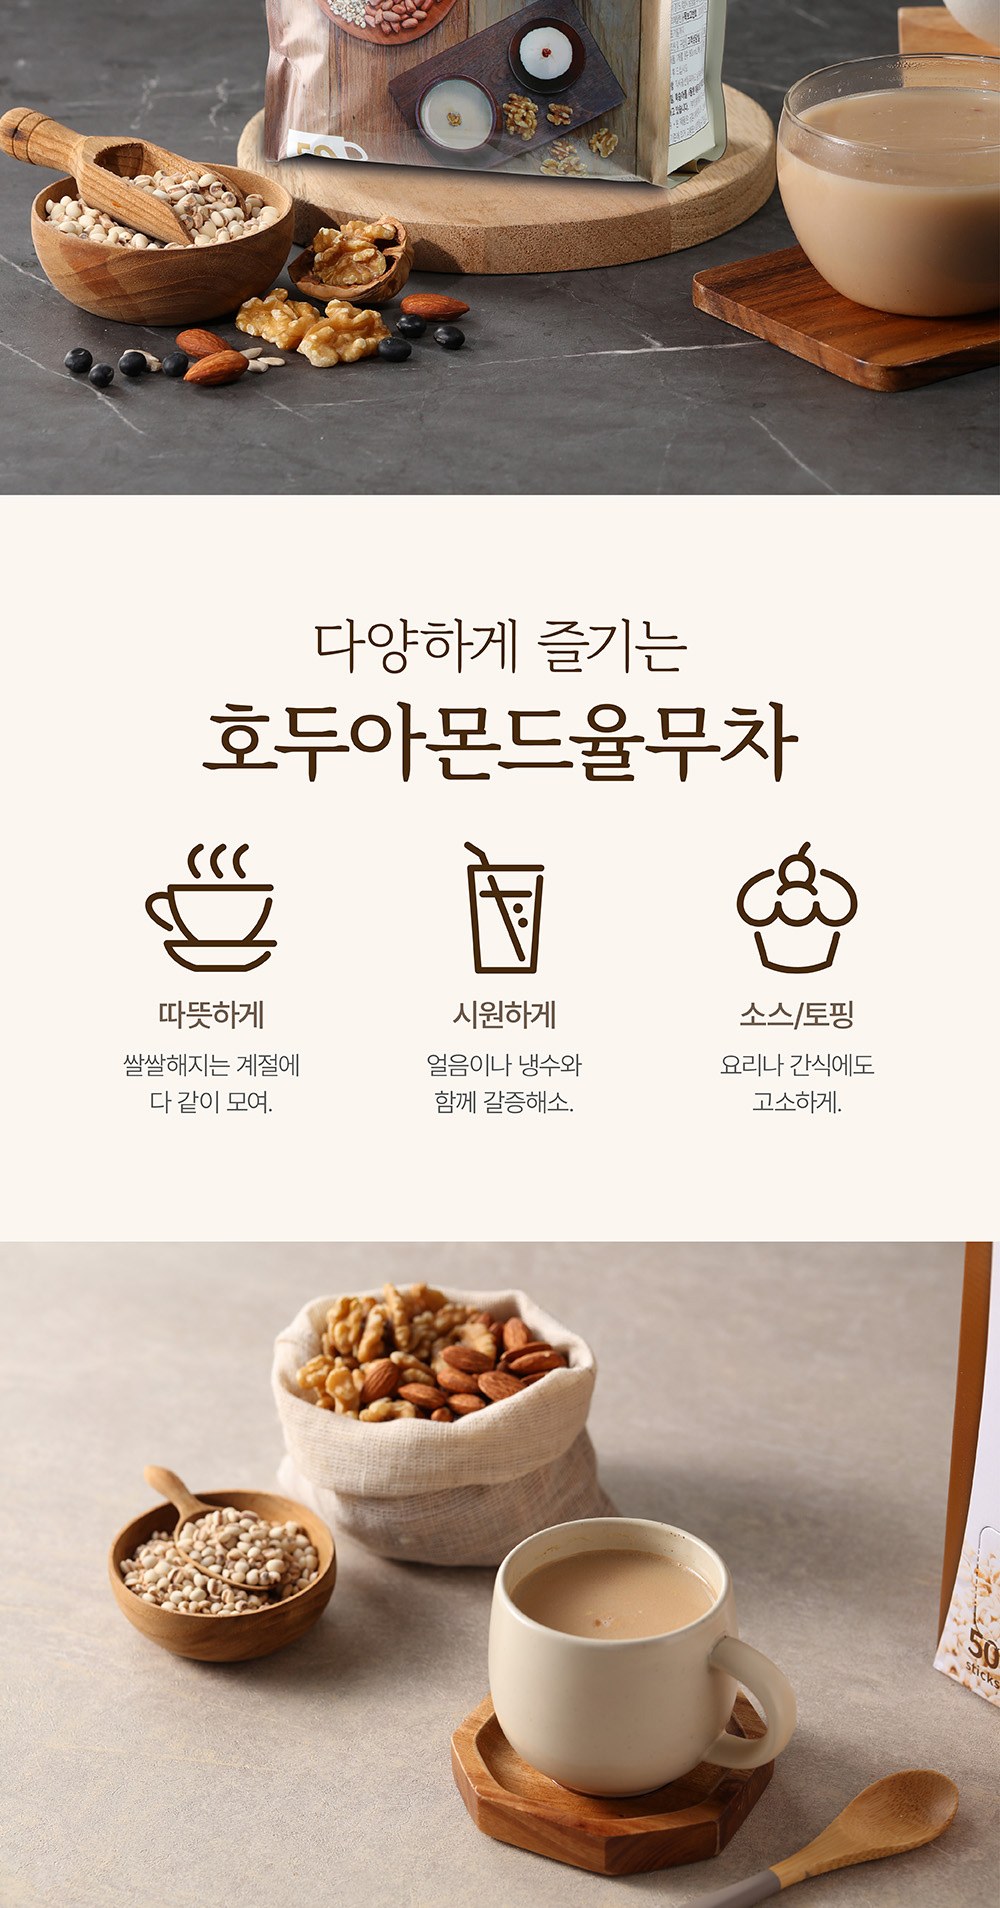 50
다양하게 즐기는
호두아몬드율무차
따뜻하게
시원하게
소스/토핑
쌀쌀해지는 계절에
다 같이 모여.
얼음이나 냉수와
함께 갈증해소.
요리나 간식에도
고소하게.
50
sticks